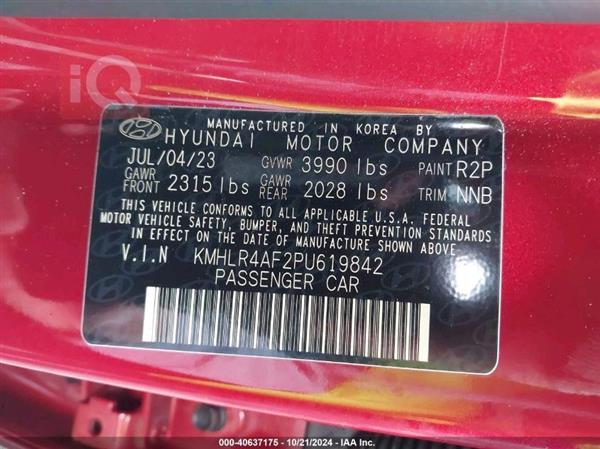 iQ
MANUFACTURED IN KOREA BY
HYUNDAI MOTOR COMPANY
JUL/04/23 GVWR 3990 lbs PAINT R2P
GAWR FRONT 2315 lbs GAWR REAR 2028 lbs TRIM NNB
THIS VEHICLE CONFORMS TO ALL APPLICABLE U.S.A. FEDERAL
MOTOR VEHICLE SAFETY, BUMPER, AND THEFT PREVENTION STANDARDS
IN EFFECT ON THE DATE OF MANUFACTURE SHOWN ABOVE.
V.I.N KMHLR4AF2PU619842
PASSENGER CAR
©COPY 000-40637175 - 10/21/2024 - IAA Inc.